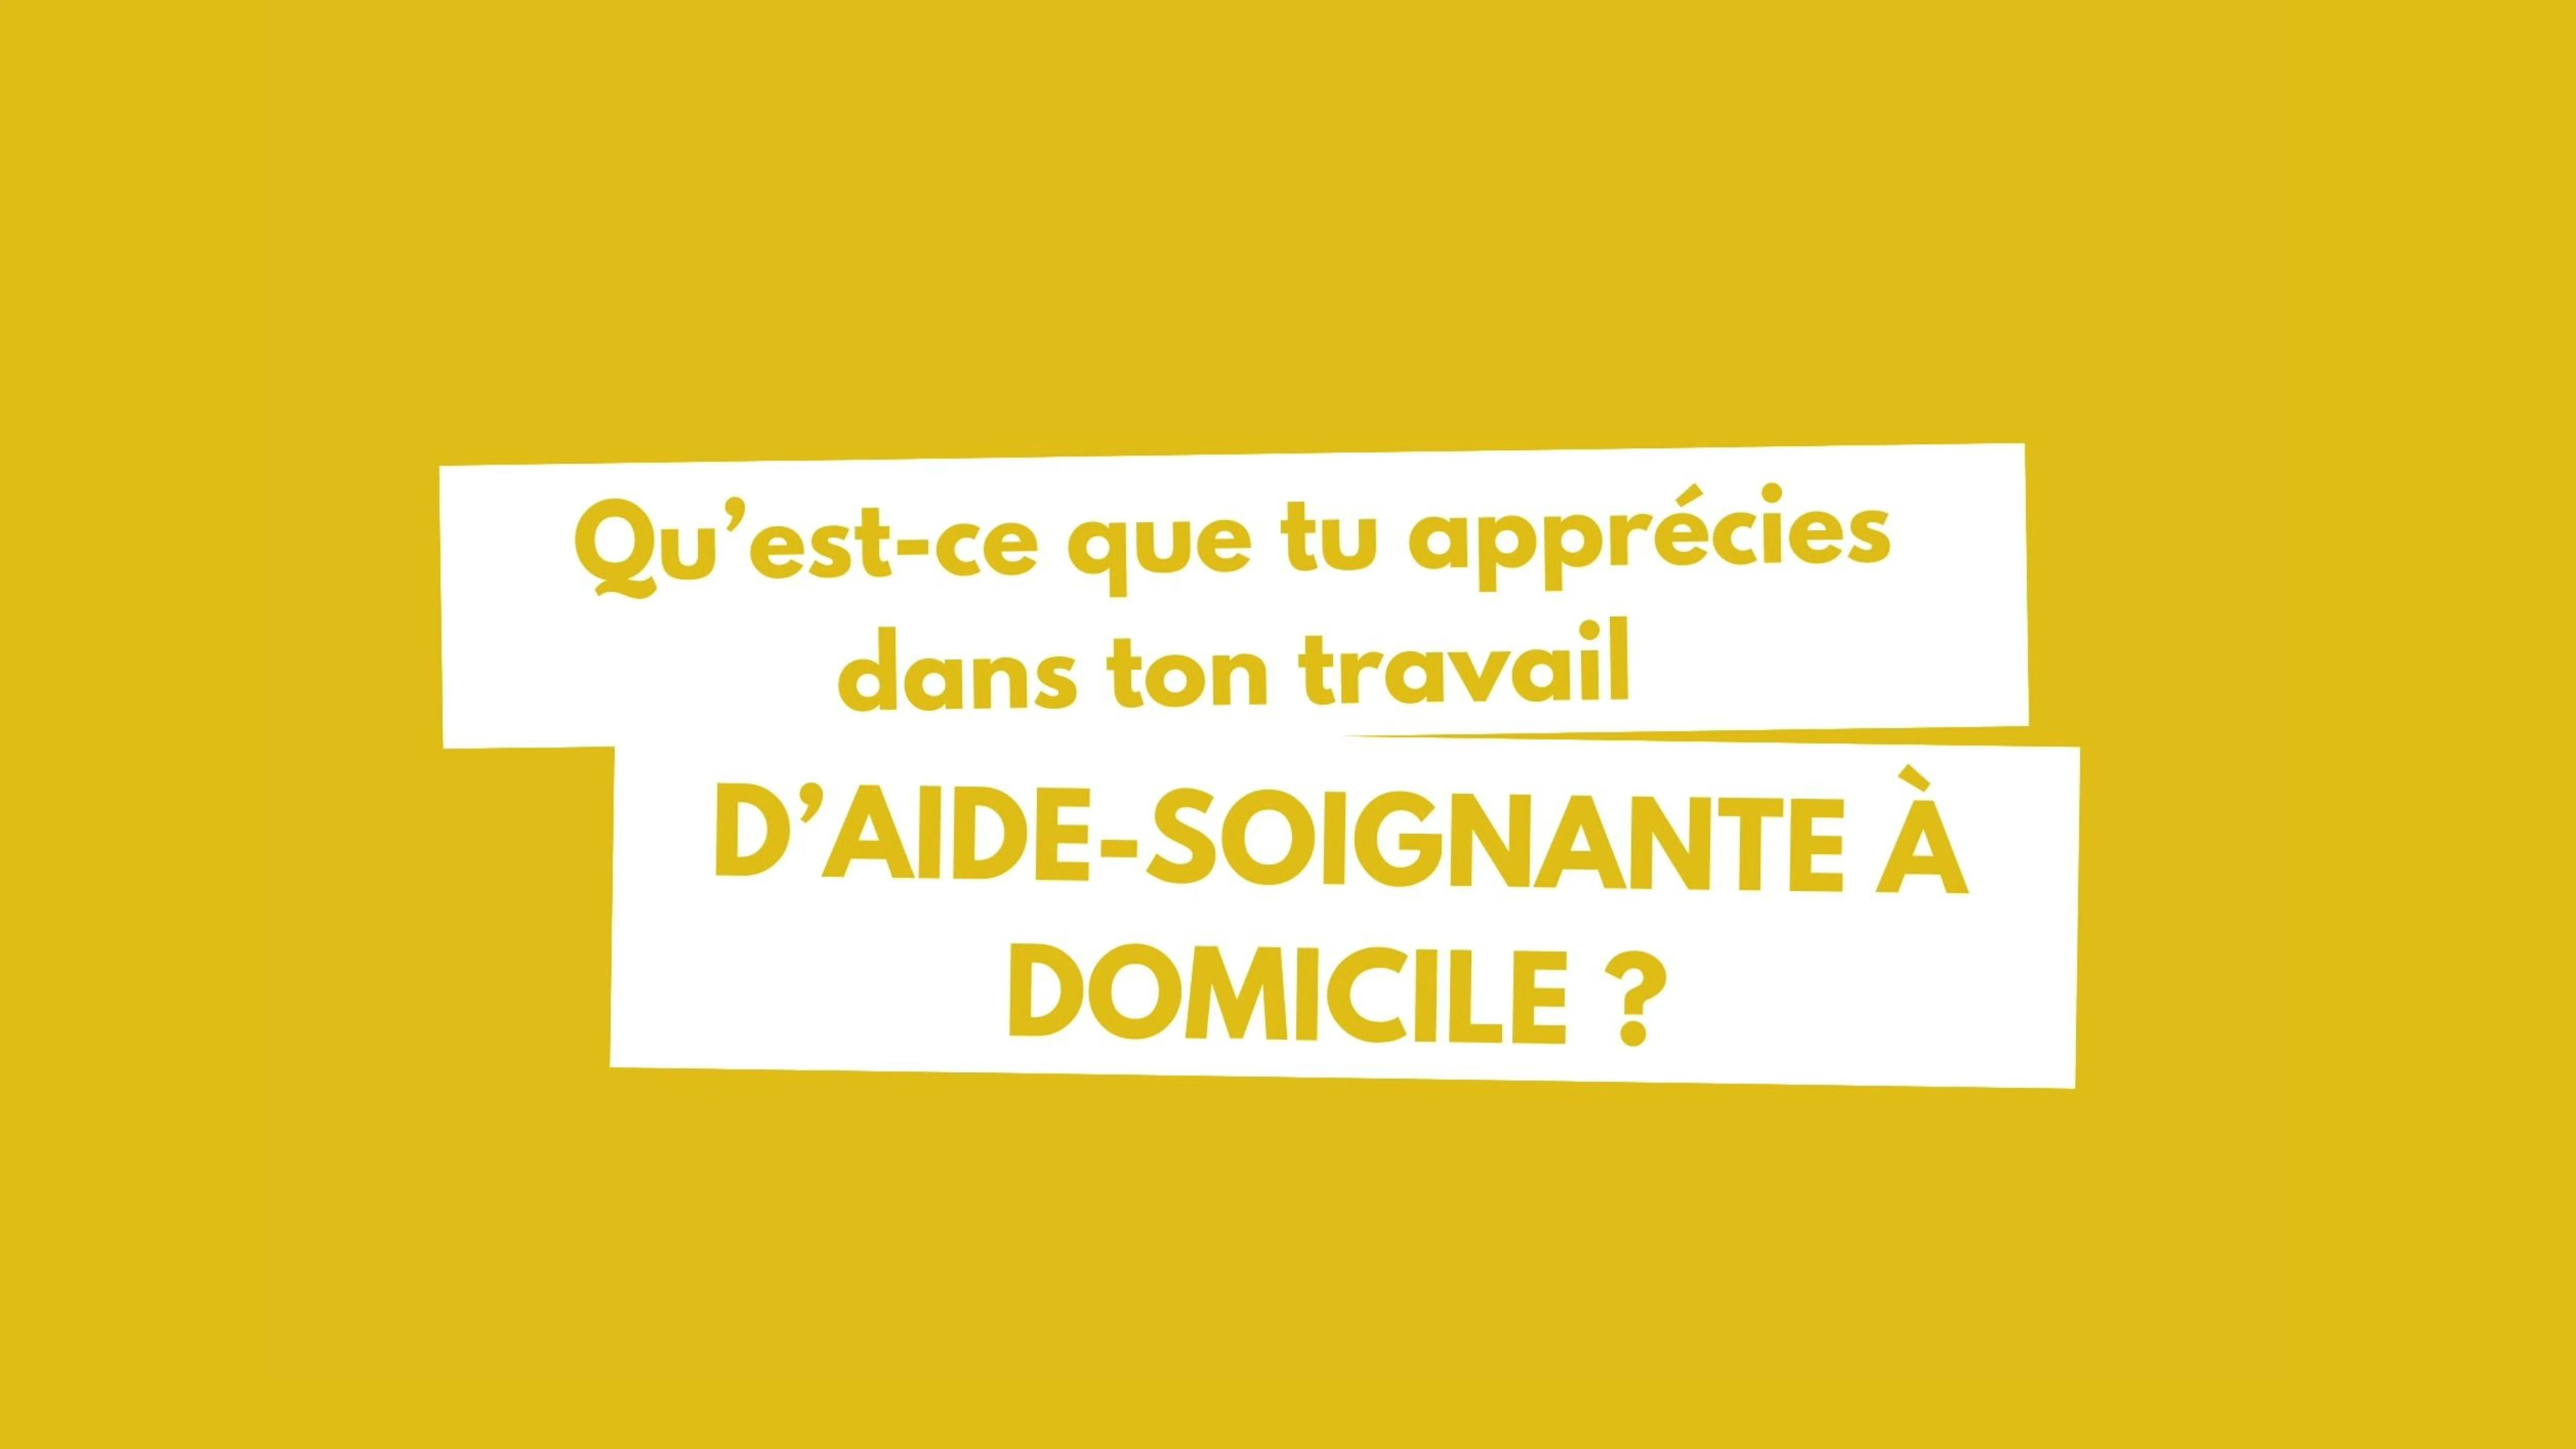 Qu’est-ce que tu apprécies
dans ton travail
D’AIDE-SOIGNANTE À
DOMICILE ?